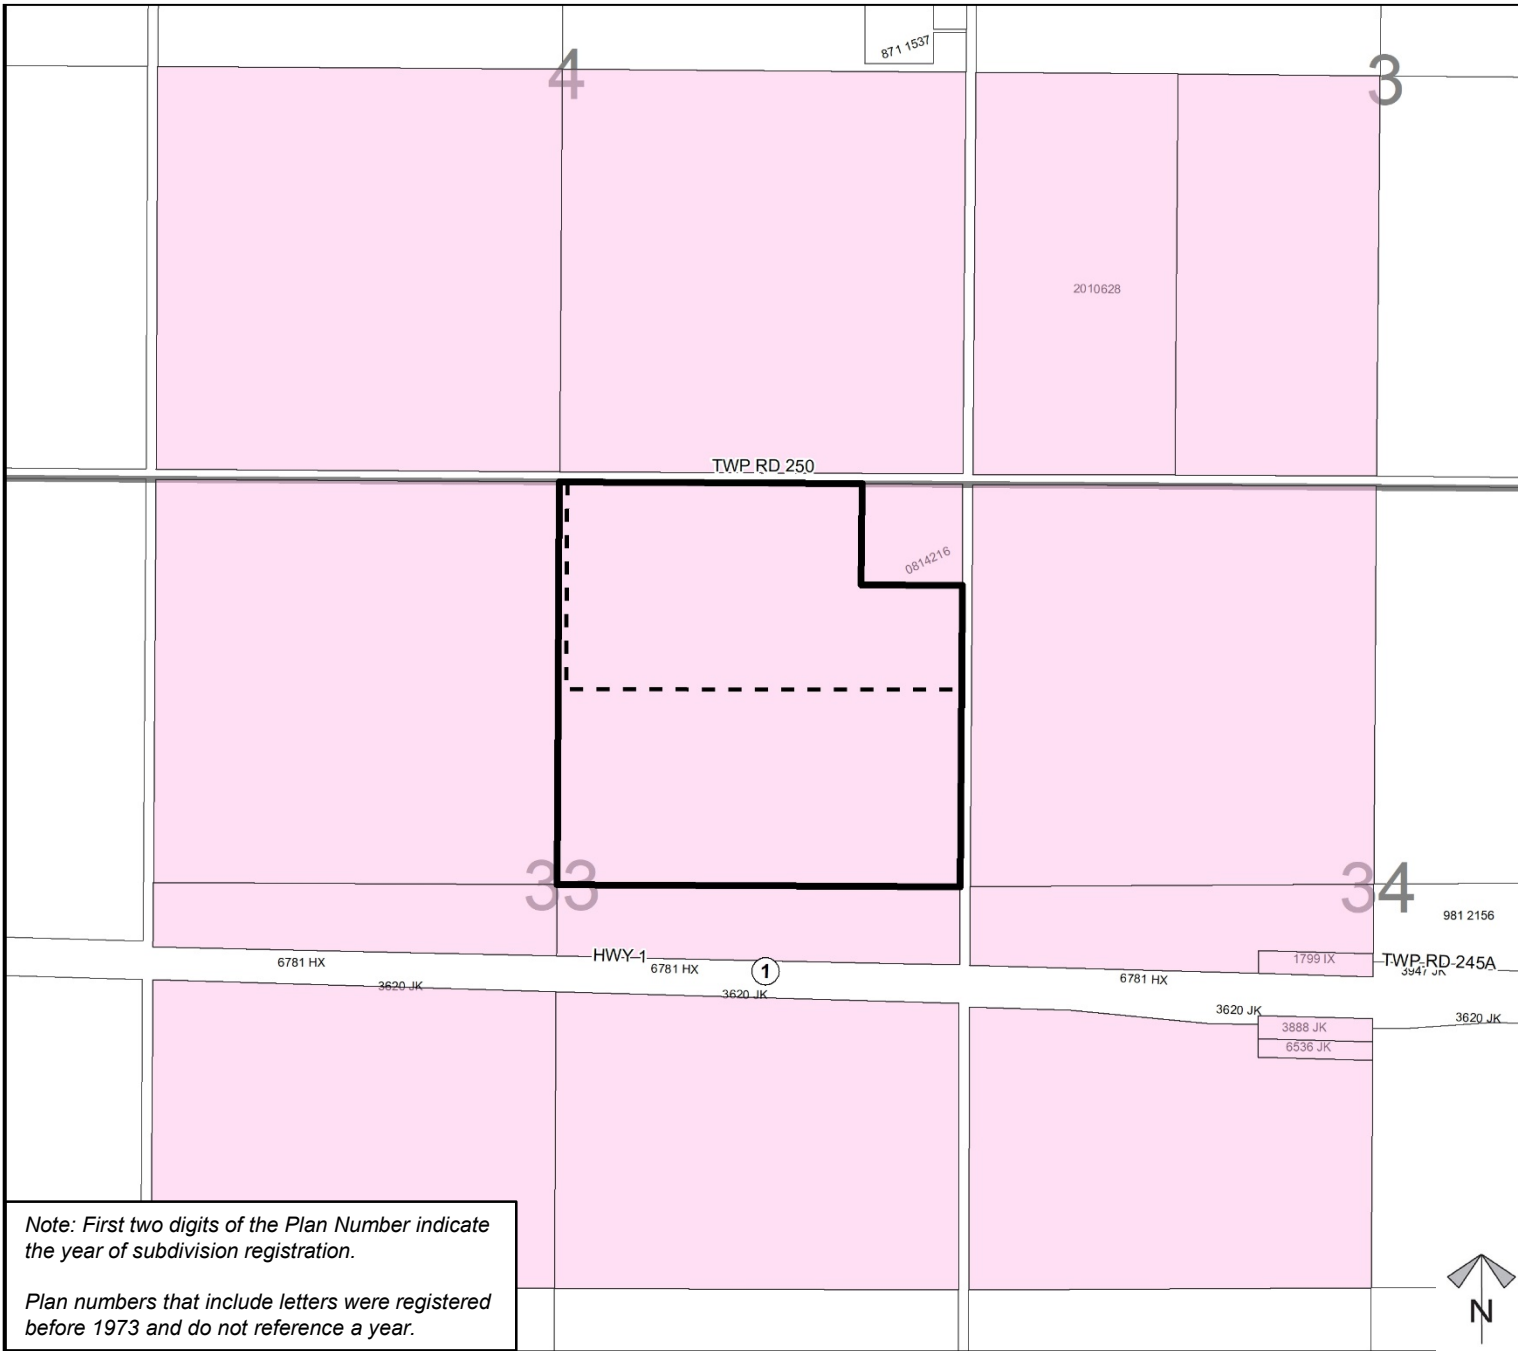 871 1537
4
3
2010628
TWP RD 250
0814216
33
34
981 2156
HWY 1
6781 HX
6781 HX
1
6781 HX
1799 IX
TWP RD 245A
3947 JK
3620 JK
3620 JK
3620 JK
3888 JK
3620 JK
6536 JK
Note: First two digits of the Plan Number indicate
the year of subdivision registration.
Plan numbers that include letters were registered
before 1973 and do not reference a year.
N